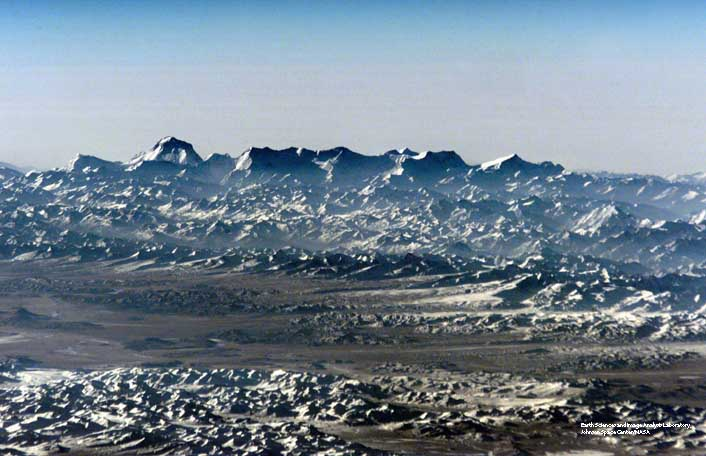 Earth Sciences and Image Analysis Laboratory,
Johnson Space Center/NASA